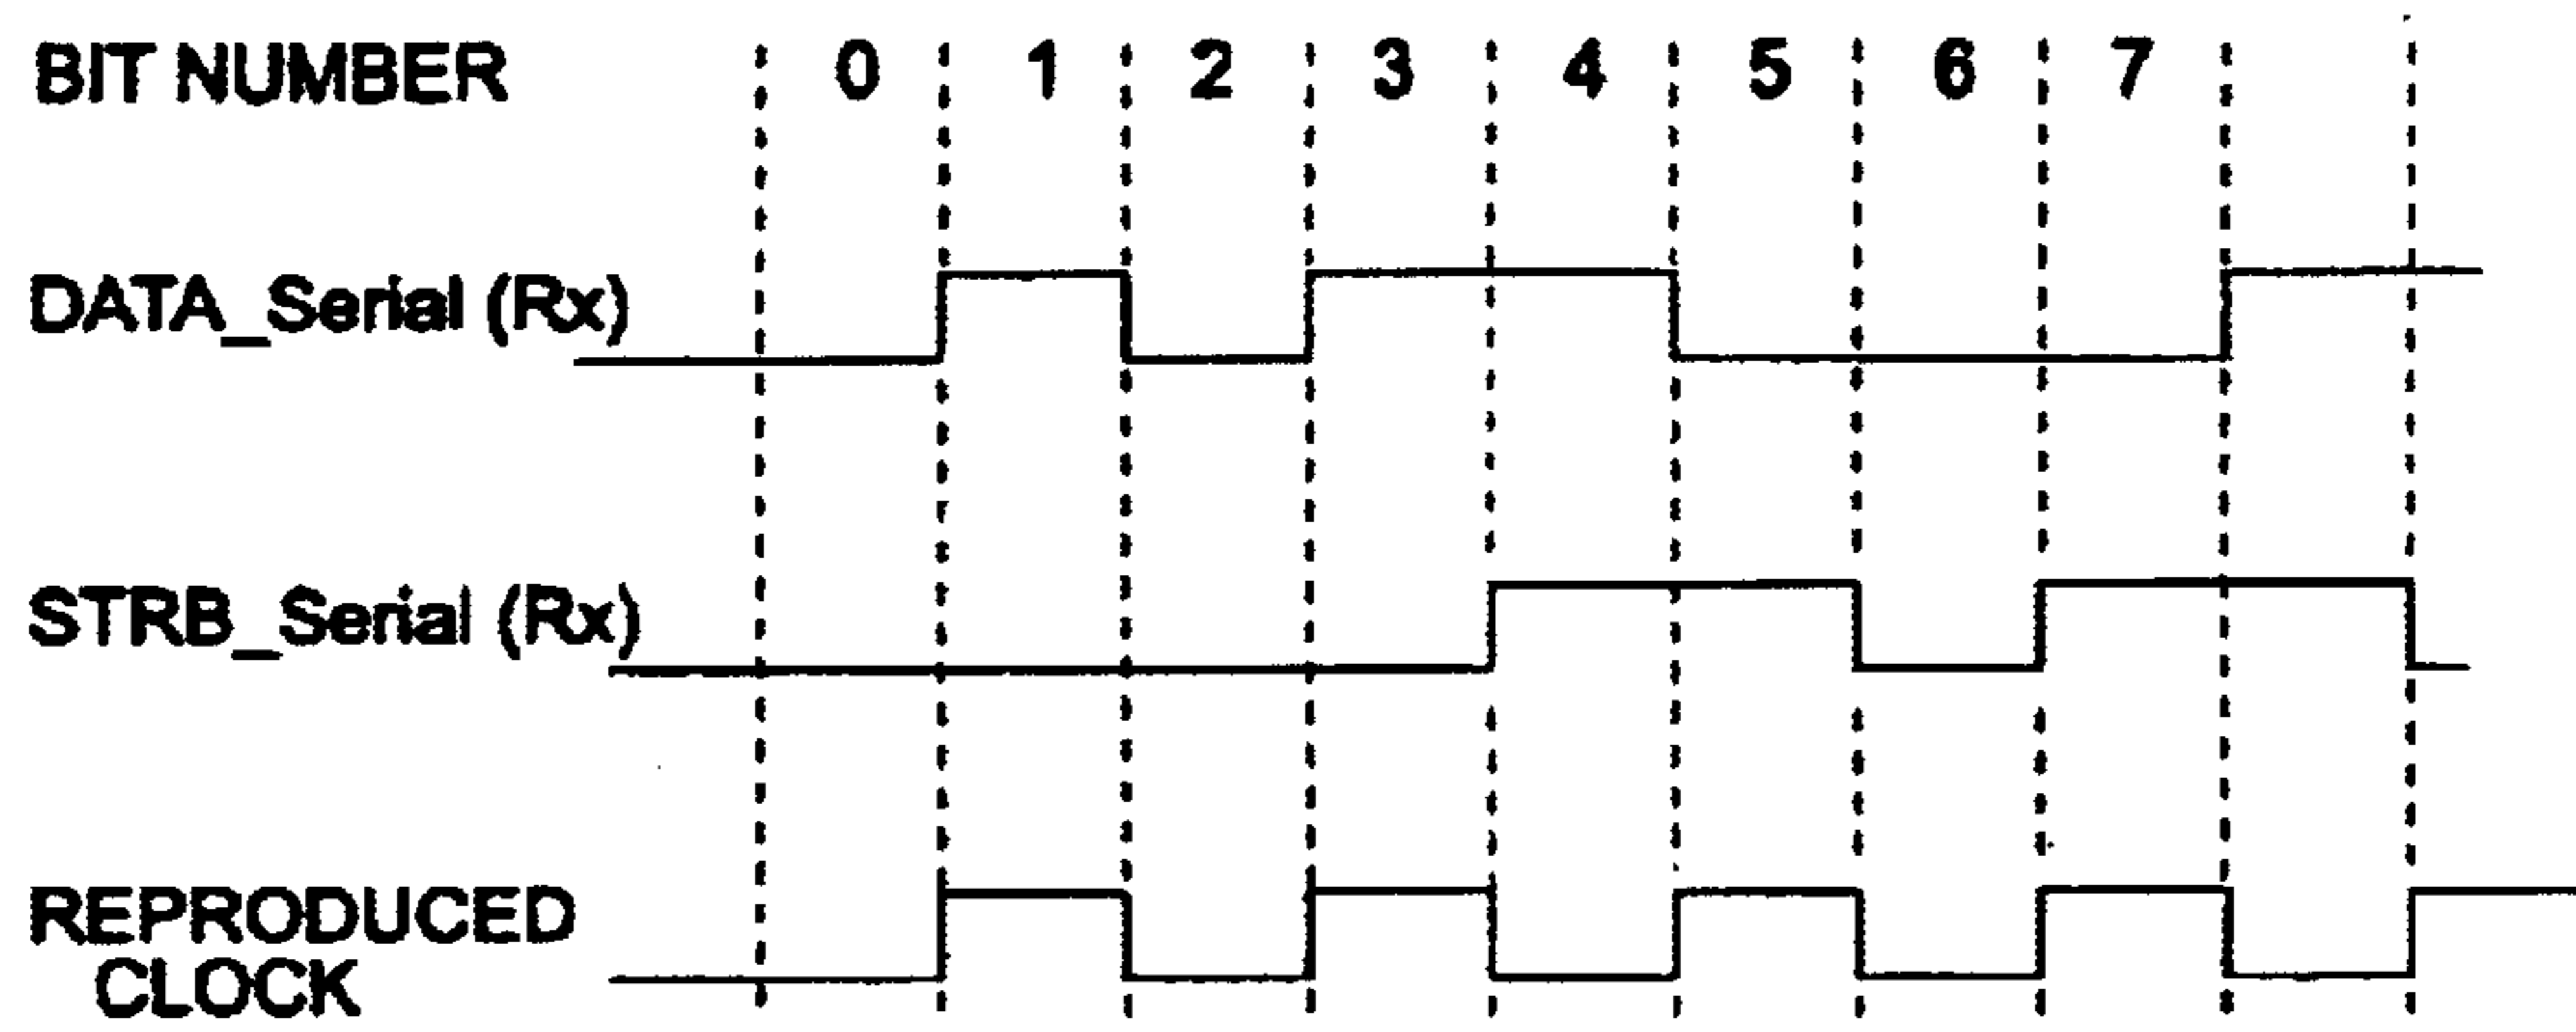 BIT NUMBER 0 1 2 3 4 5 6 7
DATA_Serial (Rx)
STRB_Serial (Rx)
REPRODUCED
CLOCK